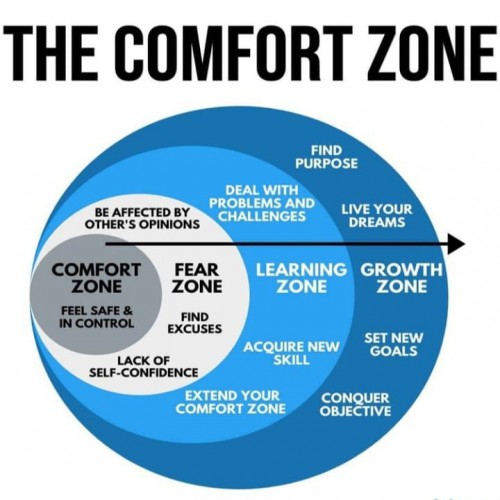 THE COMFORT ZONE
FIND
PURPOSE
DEAL WITH
PROBLEMS AND
CHALLENGES
LIVE YOUR
DREAMS
BE AFFECTED BY
OTHER'S OPINIONS
COMFORT
ZONE
FEEL SAFE &
IN CONTROL
FEAR
ZONE
FIND
EXCUSES
LACK OF
SELF-CONFIDENCE
LEARNING
ZONE
ACQUIRE NEW
SKILL
EXTEND YOUR
COMFORT ZONE
GROWTH
ZONE
SET NEW
GOALS
CONQUER
OBJECTIVE